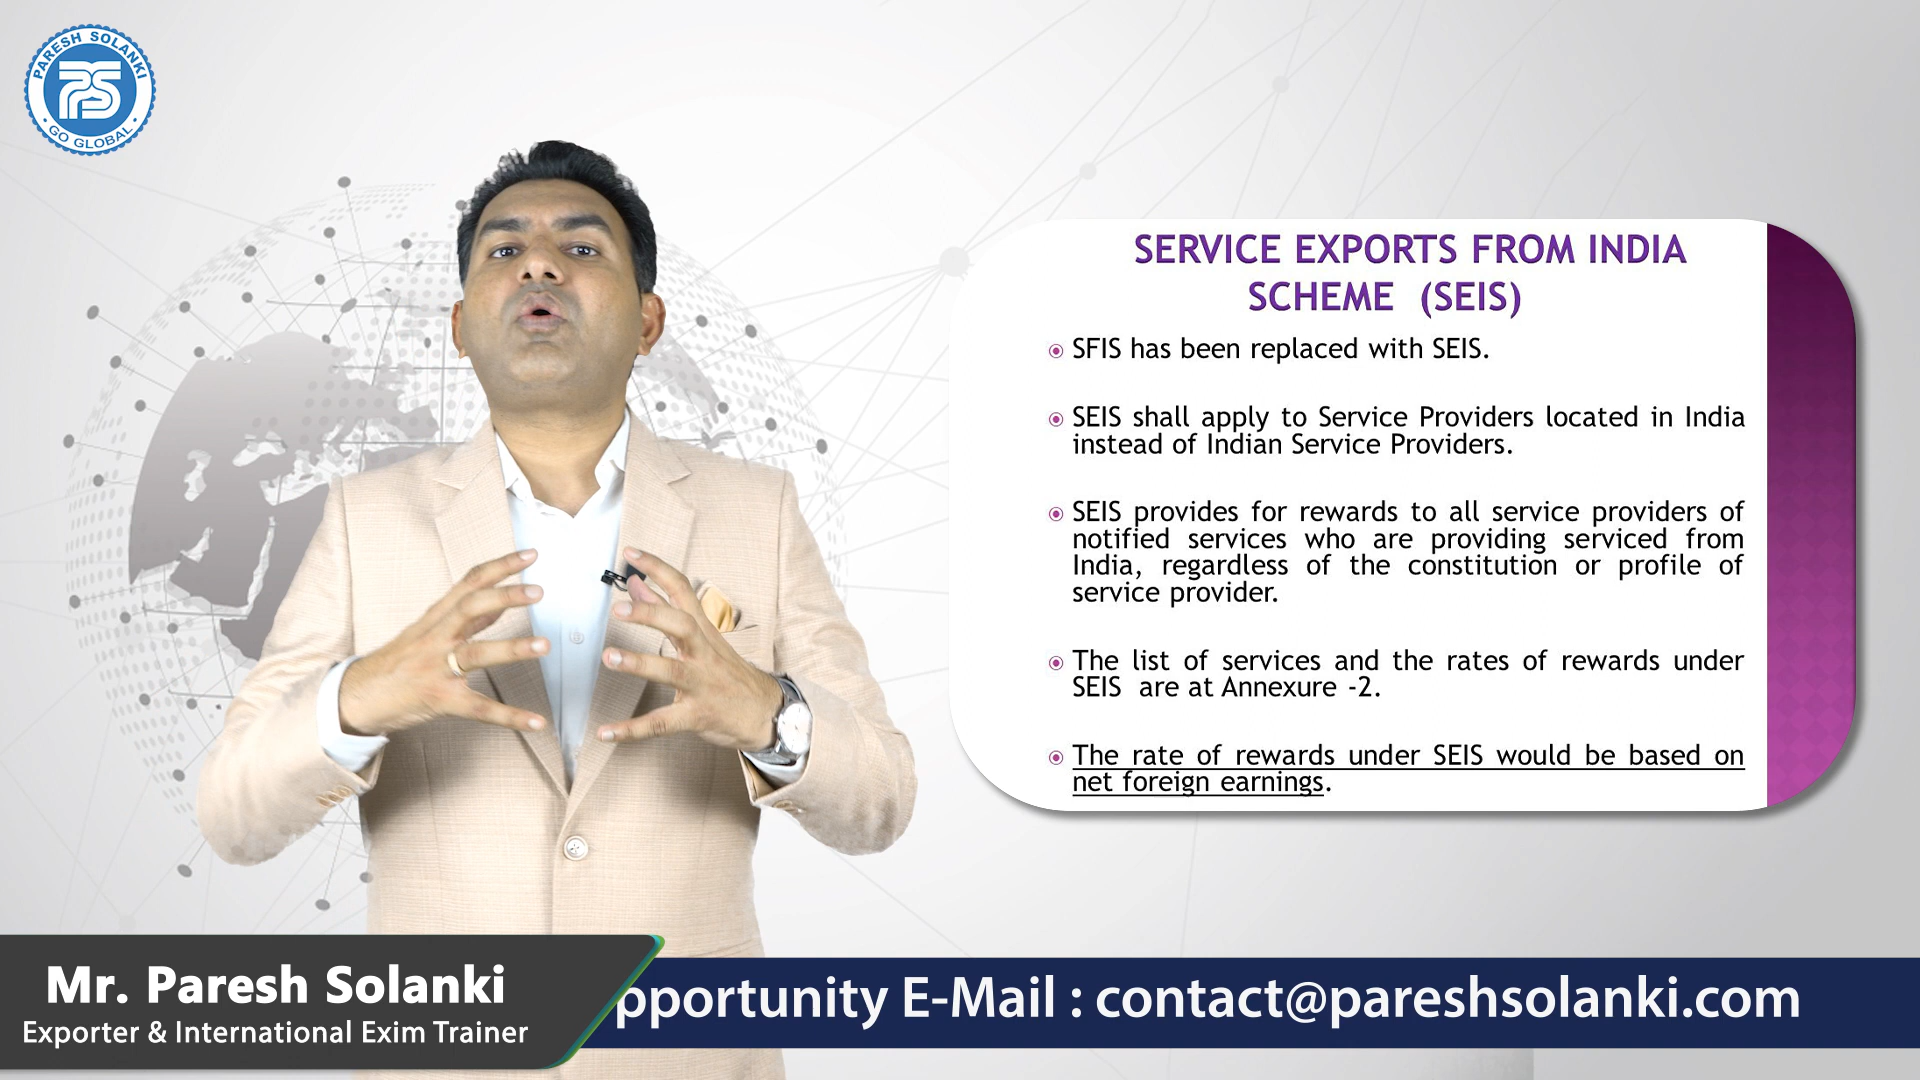 PARESH SOLANKI
PS
• GO GLOBAL •
SERVICE EXPORTS FROM INDIA
SCHEME (SEIS)
SFIS has been replaced with SEIS.
SEIS shall apply to Service Providers located in India
instead of Indian Service Providers.
SEIS provides for rewards to all service providers of
notified services who are providing serviced from
India, regardless of the constitution or profile of
service provider.
The list of services and the rates of rewards under
SEIS are at Annexure -2.
The rate of rewards under SEIS would be based on
net foreign earnings.
Mr. Paresh Solanki
Exporter & International Exim Trainer
pportunity E-Mail : contact@pareshsolanki.com